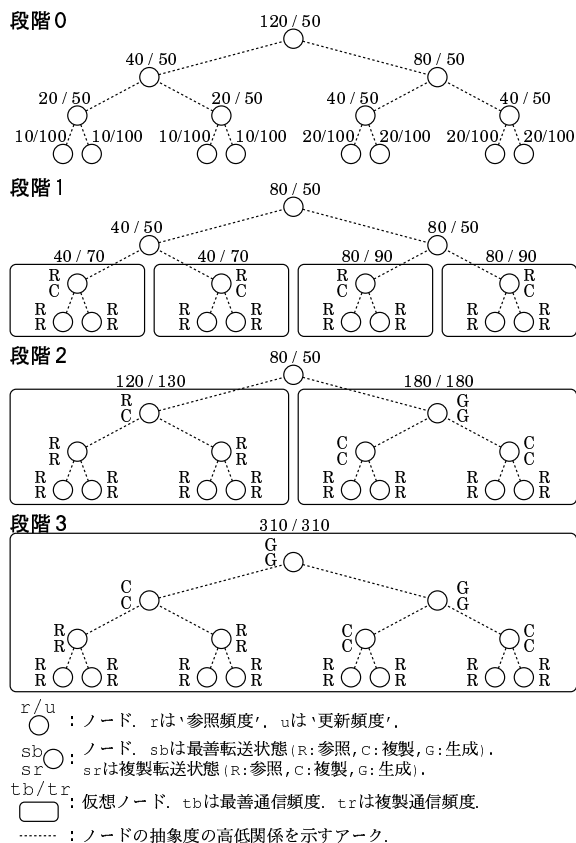 段階0
120 / 50
40 / 50 80 / 50
20 / 50 20 / 50 40 / 50 40 / 50
10/100 10/100 10/100 10/100 20/100 20/100 20/100 20/100
段階1
80 / 50
40 / 50 80 / 50
40 / 70 40 / 70 80 / 90 80 / 90
R R R R
C C C C
R R R R R R R R
R R R R R R R R
段階2
80 / 50
120 / 130 180 / 180
R G
C G
R R C C
R R C C
R R R R R R R R
R R R R R R R R
段階3
310 / 310
G
G
C G
C G
R R C C
R R C C
R R R R R R R R
R R R R R R R R
r/u
：ノード．rは‘参照頻度’．uは‘更新頻度’．
sb
sr
：ノード．sbは最善転送状態(R:参照,C:複製,G:生成)．
srは複製転送状態(R:参照,C:複製,G:生成)．
tb/tr
：仮想ノード．tbは最善通信頻度．trは複製通信頻度．
：ノードの抽象度の高低関係を示すアーク．